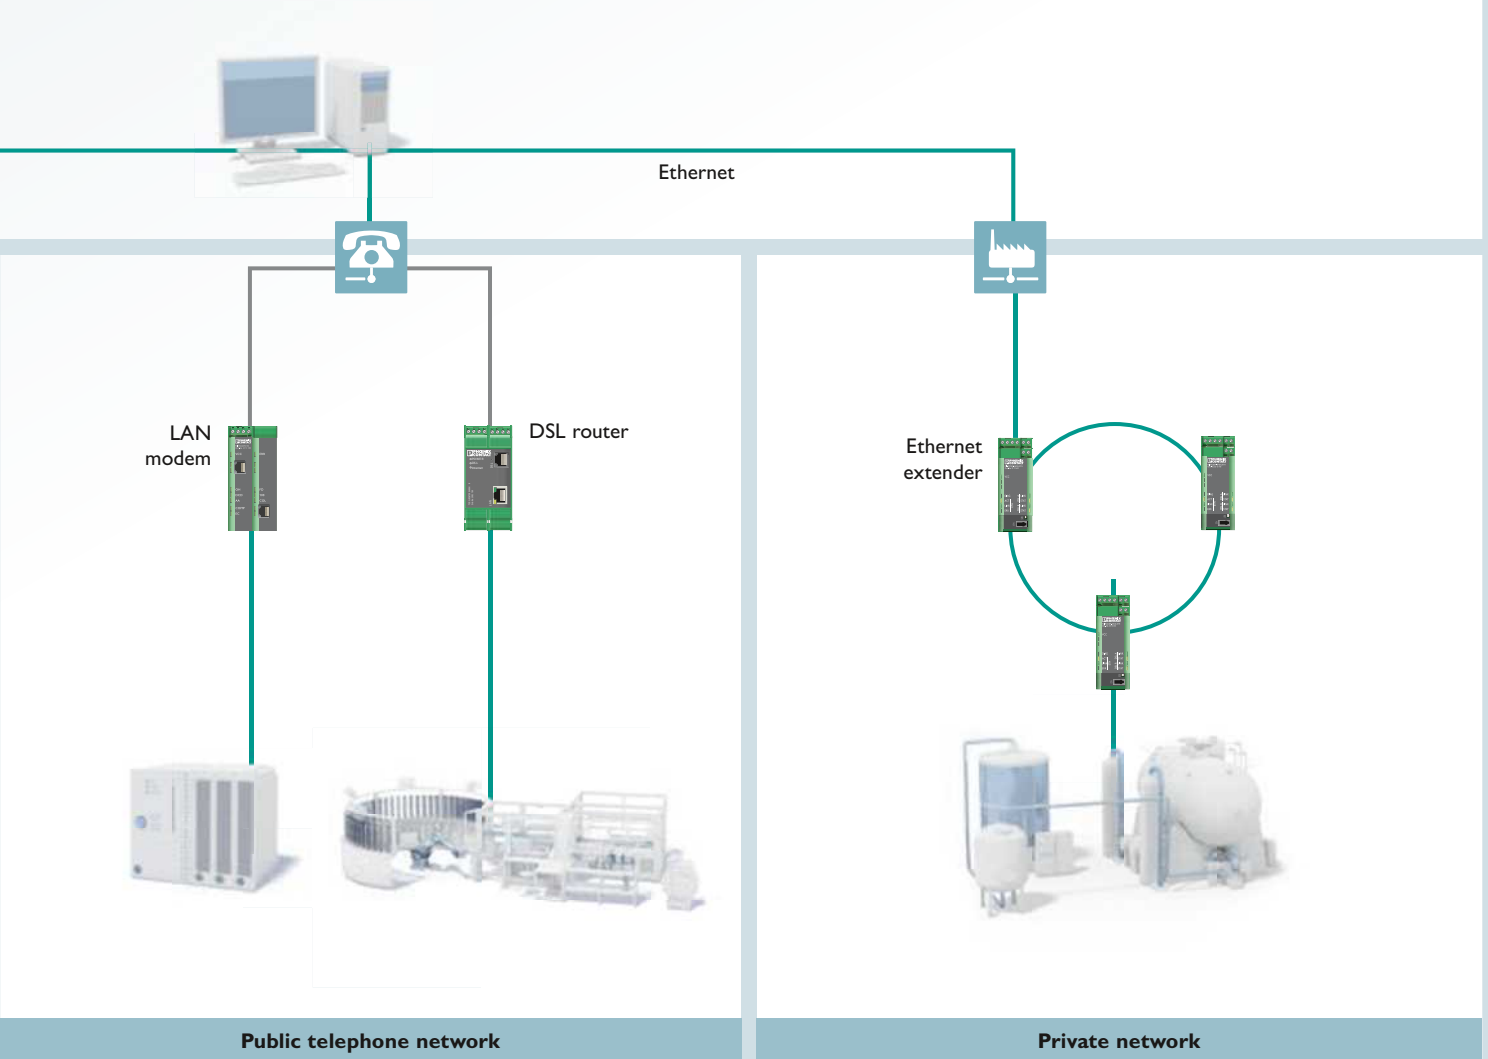 Ethernet
LAN
modem
DSL router
Ethernet
extender
Public telephone network
Private network